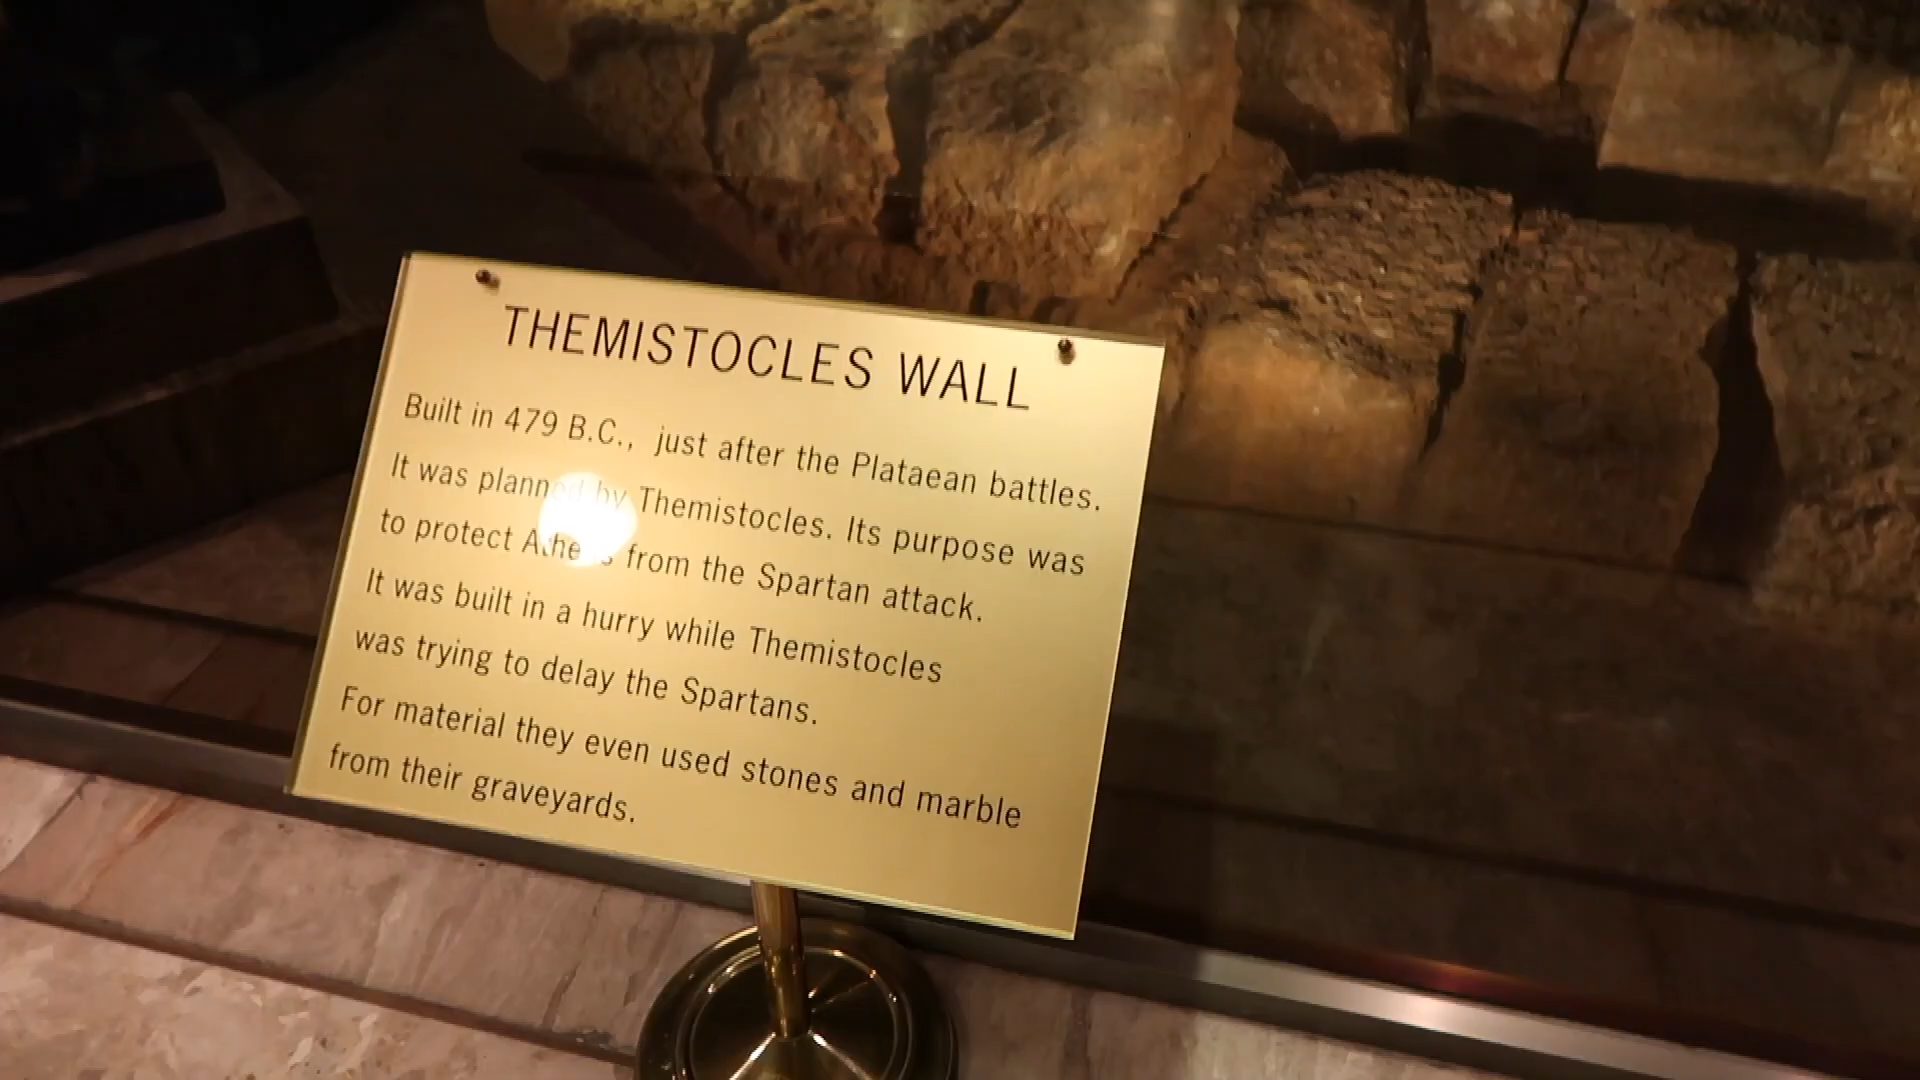 THEMISTOCLES WALL
Built in 479 B.C., just after the Plataean battles.
It was planned by Themistocles. Its purpose was
to protect Athens from the Spartan attack.
It was built in a hurry while Themistocles
was trying to delay the Spartans.
For material they even used stones and marble
from their graveyards.